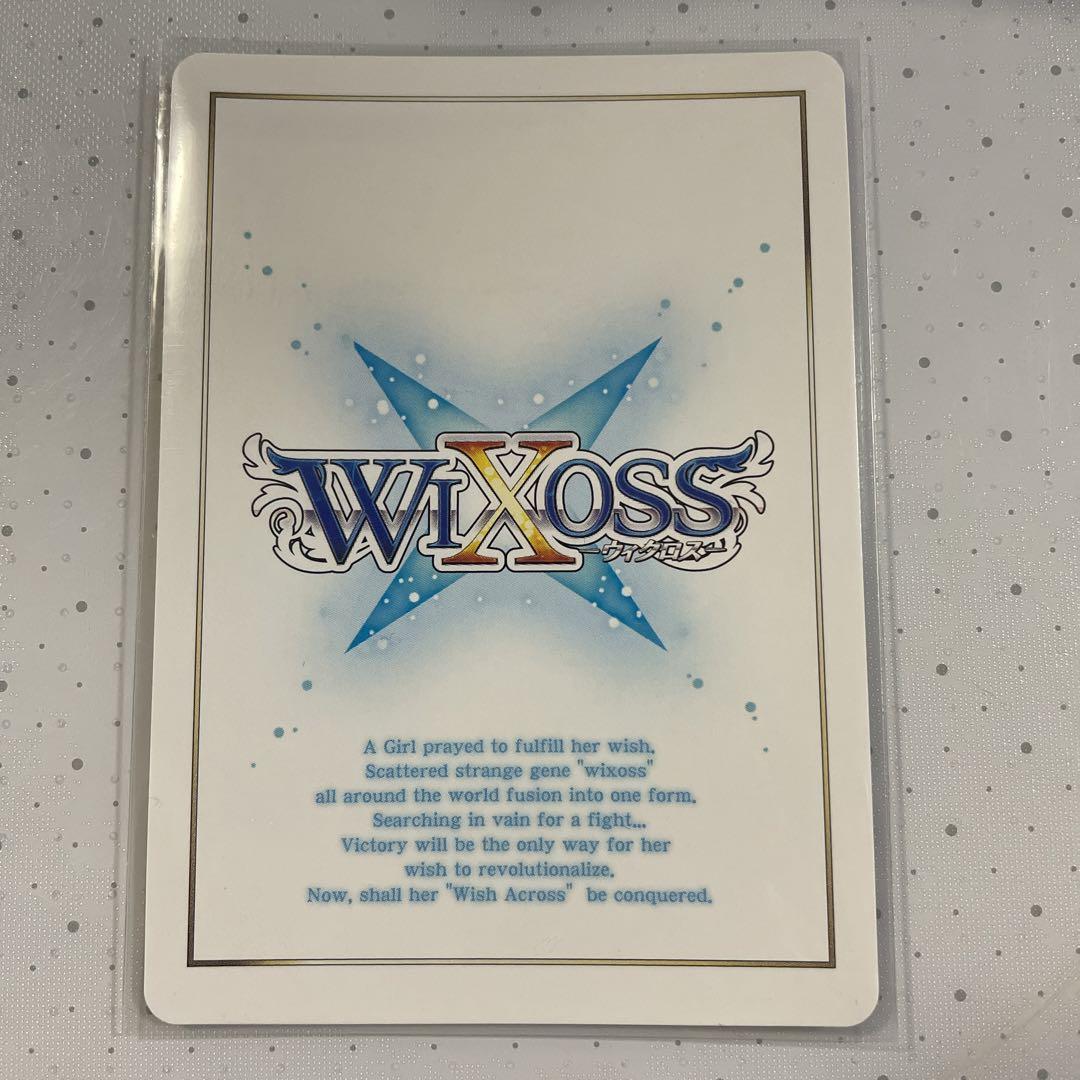 WIXOSS
ーウィクロスー
A Girl prayed to fulfill her wish.
Scattered strange gene "wixoss"
all around the world fusion into one form.
Searching in vain for a fight...
Victory will be the only way for her
wish to revolutionalize.
Now, shall her "Wish Across" be conquered.